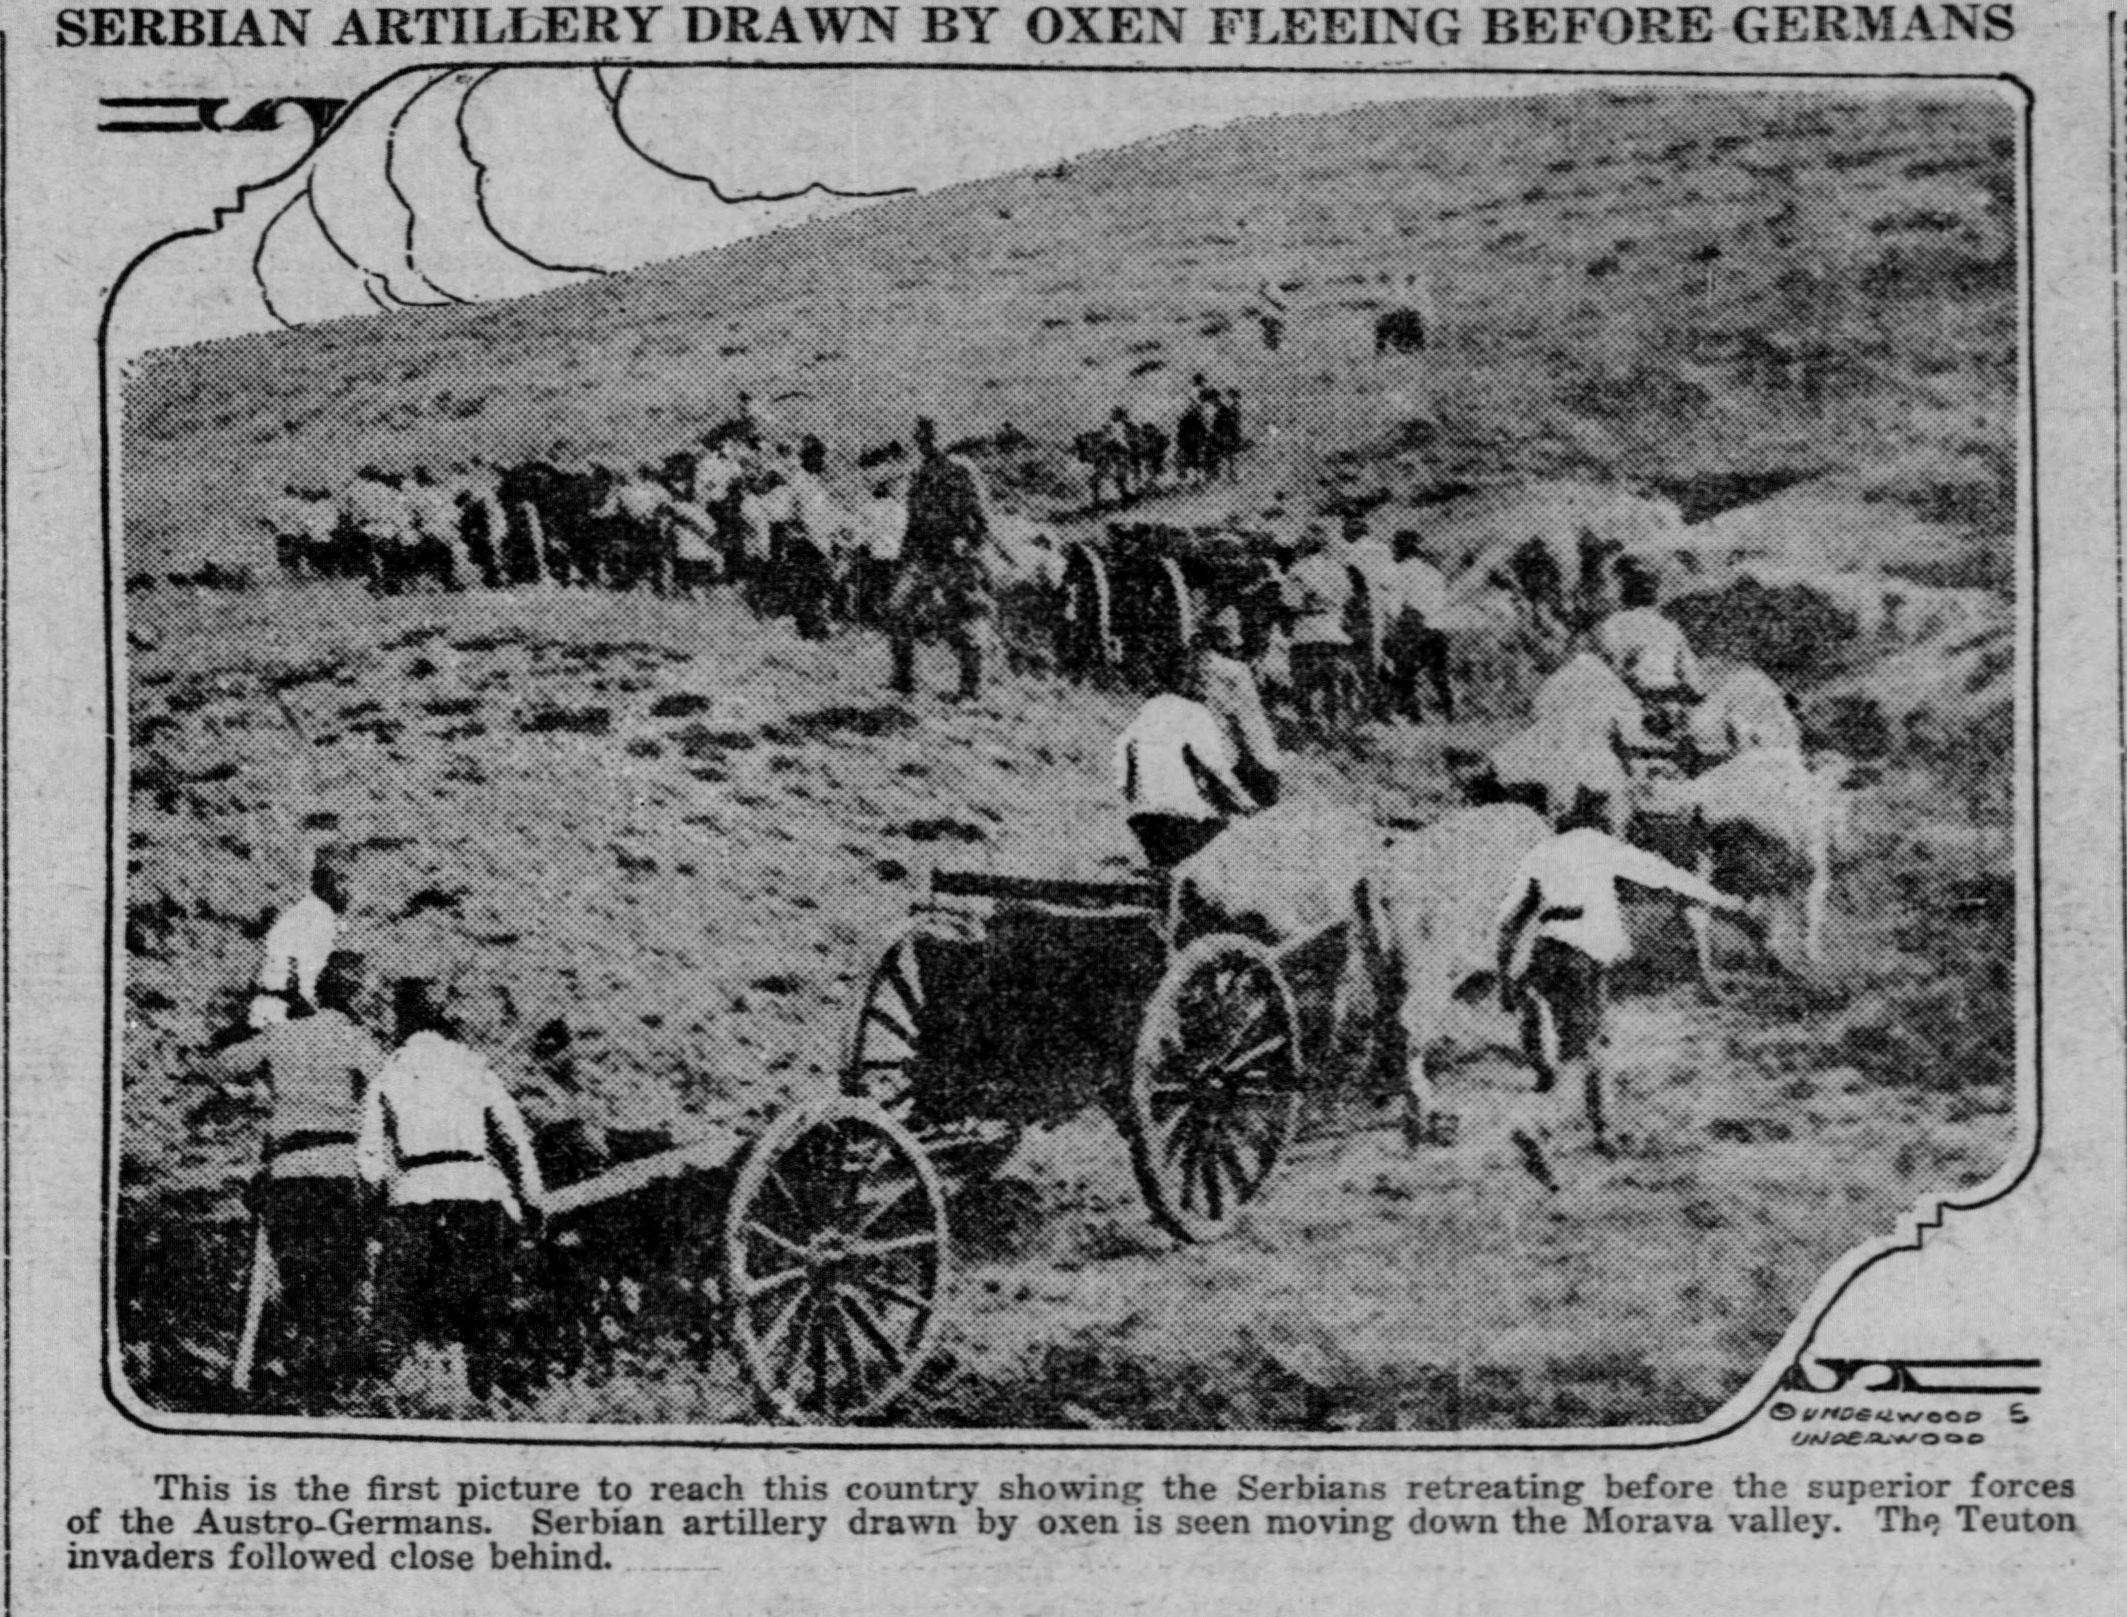 SERBIAN ARTILLERY DRAWN BY OXEN FLEEING BEFORE GERMANS
© UNDERWOOD &
UNDERWOOD
This is the first picture to reach this country showing the Serbians retreating before the superior forces
of the Austro-Germans. Serbian artillery drawn by oxen is seen moving down the Morava valley. The Teuton
invaders followed close behind.